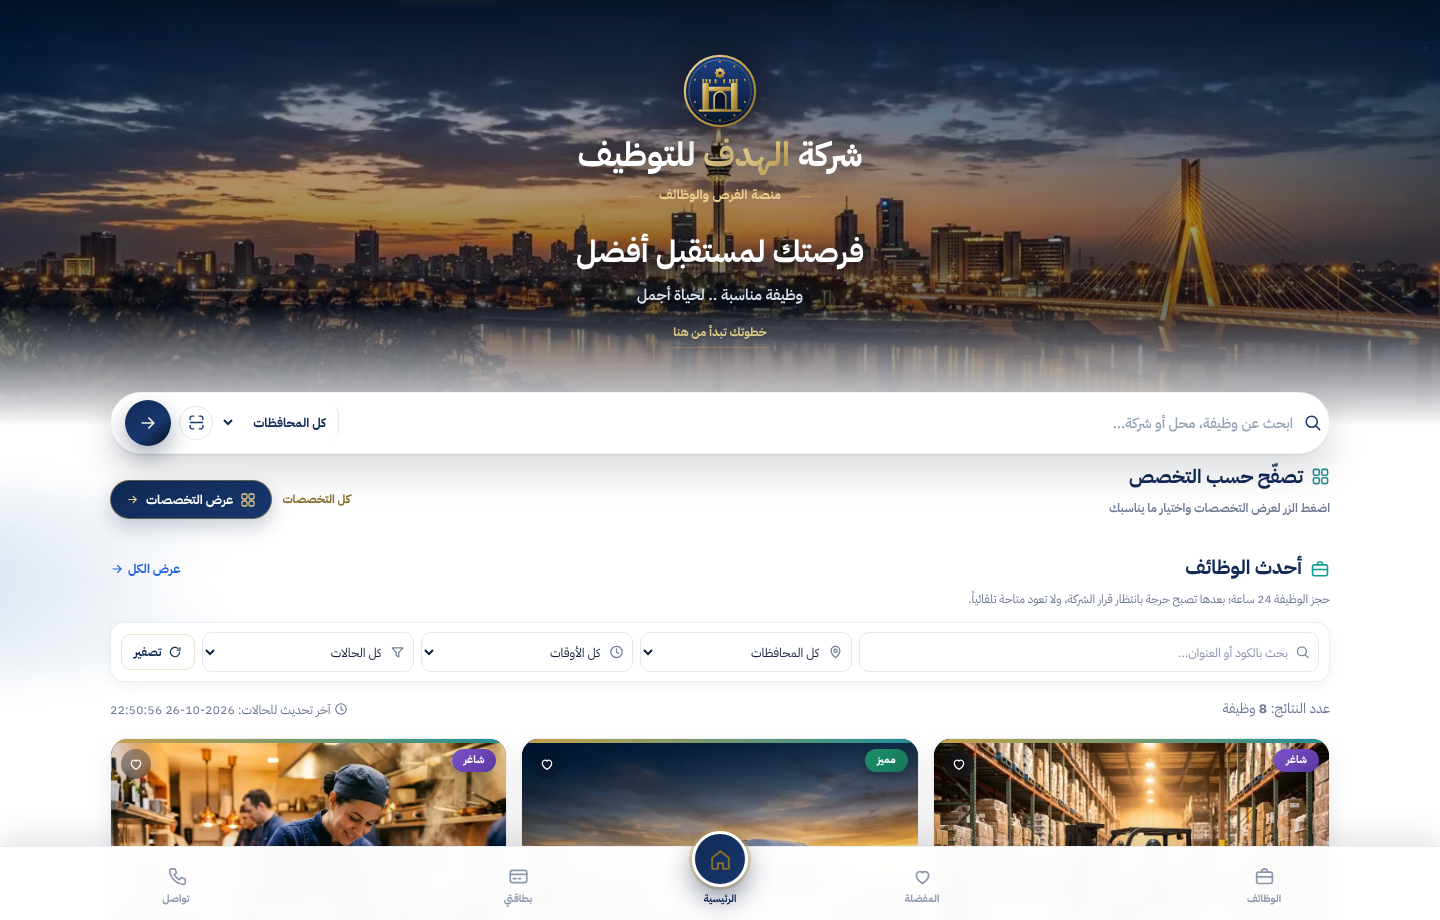 شركة الهدف للتوظيف
منصة الفرص والوظائف
فرصتك لمستقبل أفضل
وظيفة مناسبة .. لحياة أجمل
خطوتك تبدأ من هنا
ابحث عن وظيفة، محل أو شركة...
كل المحافظات
تصفّح حسب التخصص
اضغط الزر لعرض التخصصات واختيار ما يناسبك
كل التخصصات
عرض التخصصات
أحدث الوظائف
عرض الكل
حجز الوظيفة 24 ساعة؛ بعدها تصبح حرجة بانتظار قرار الشركة، ولا تعود متاحة تلقائياً.
بحث بالكود أو العنوان...
كل المحافظات
كل الأوقات
كل الحالات
تصفير
عدد النتائج: 8 وظيفة
آخر تحديث للحالات: 2026-10-26 22:50:56
شاغر
مميز
شاغر
الوظائف
المفضلة
الرئيسية
بطاقتي
تواصل